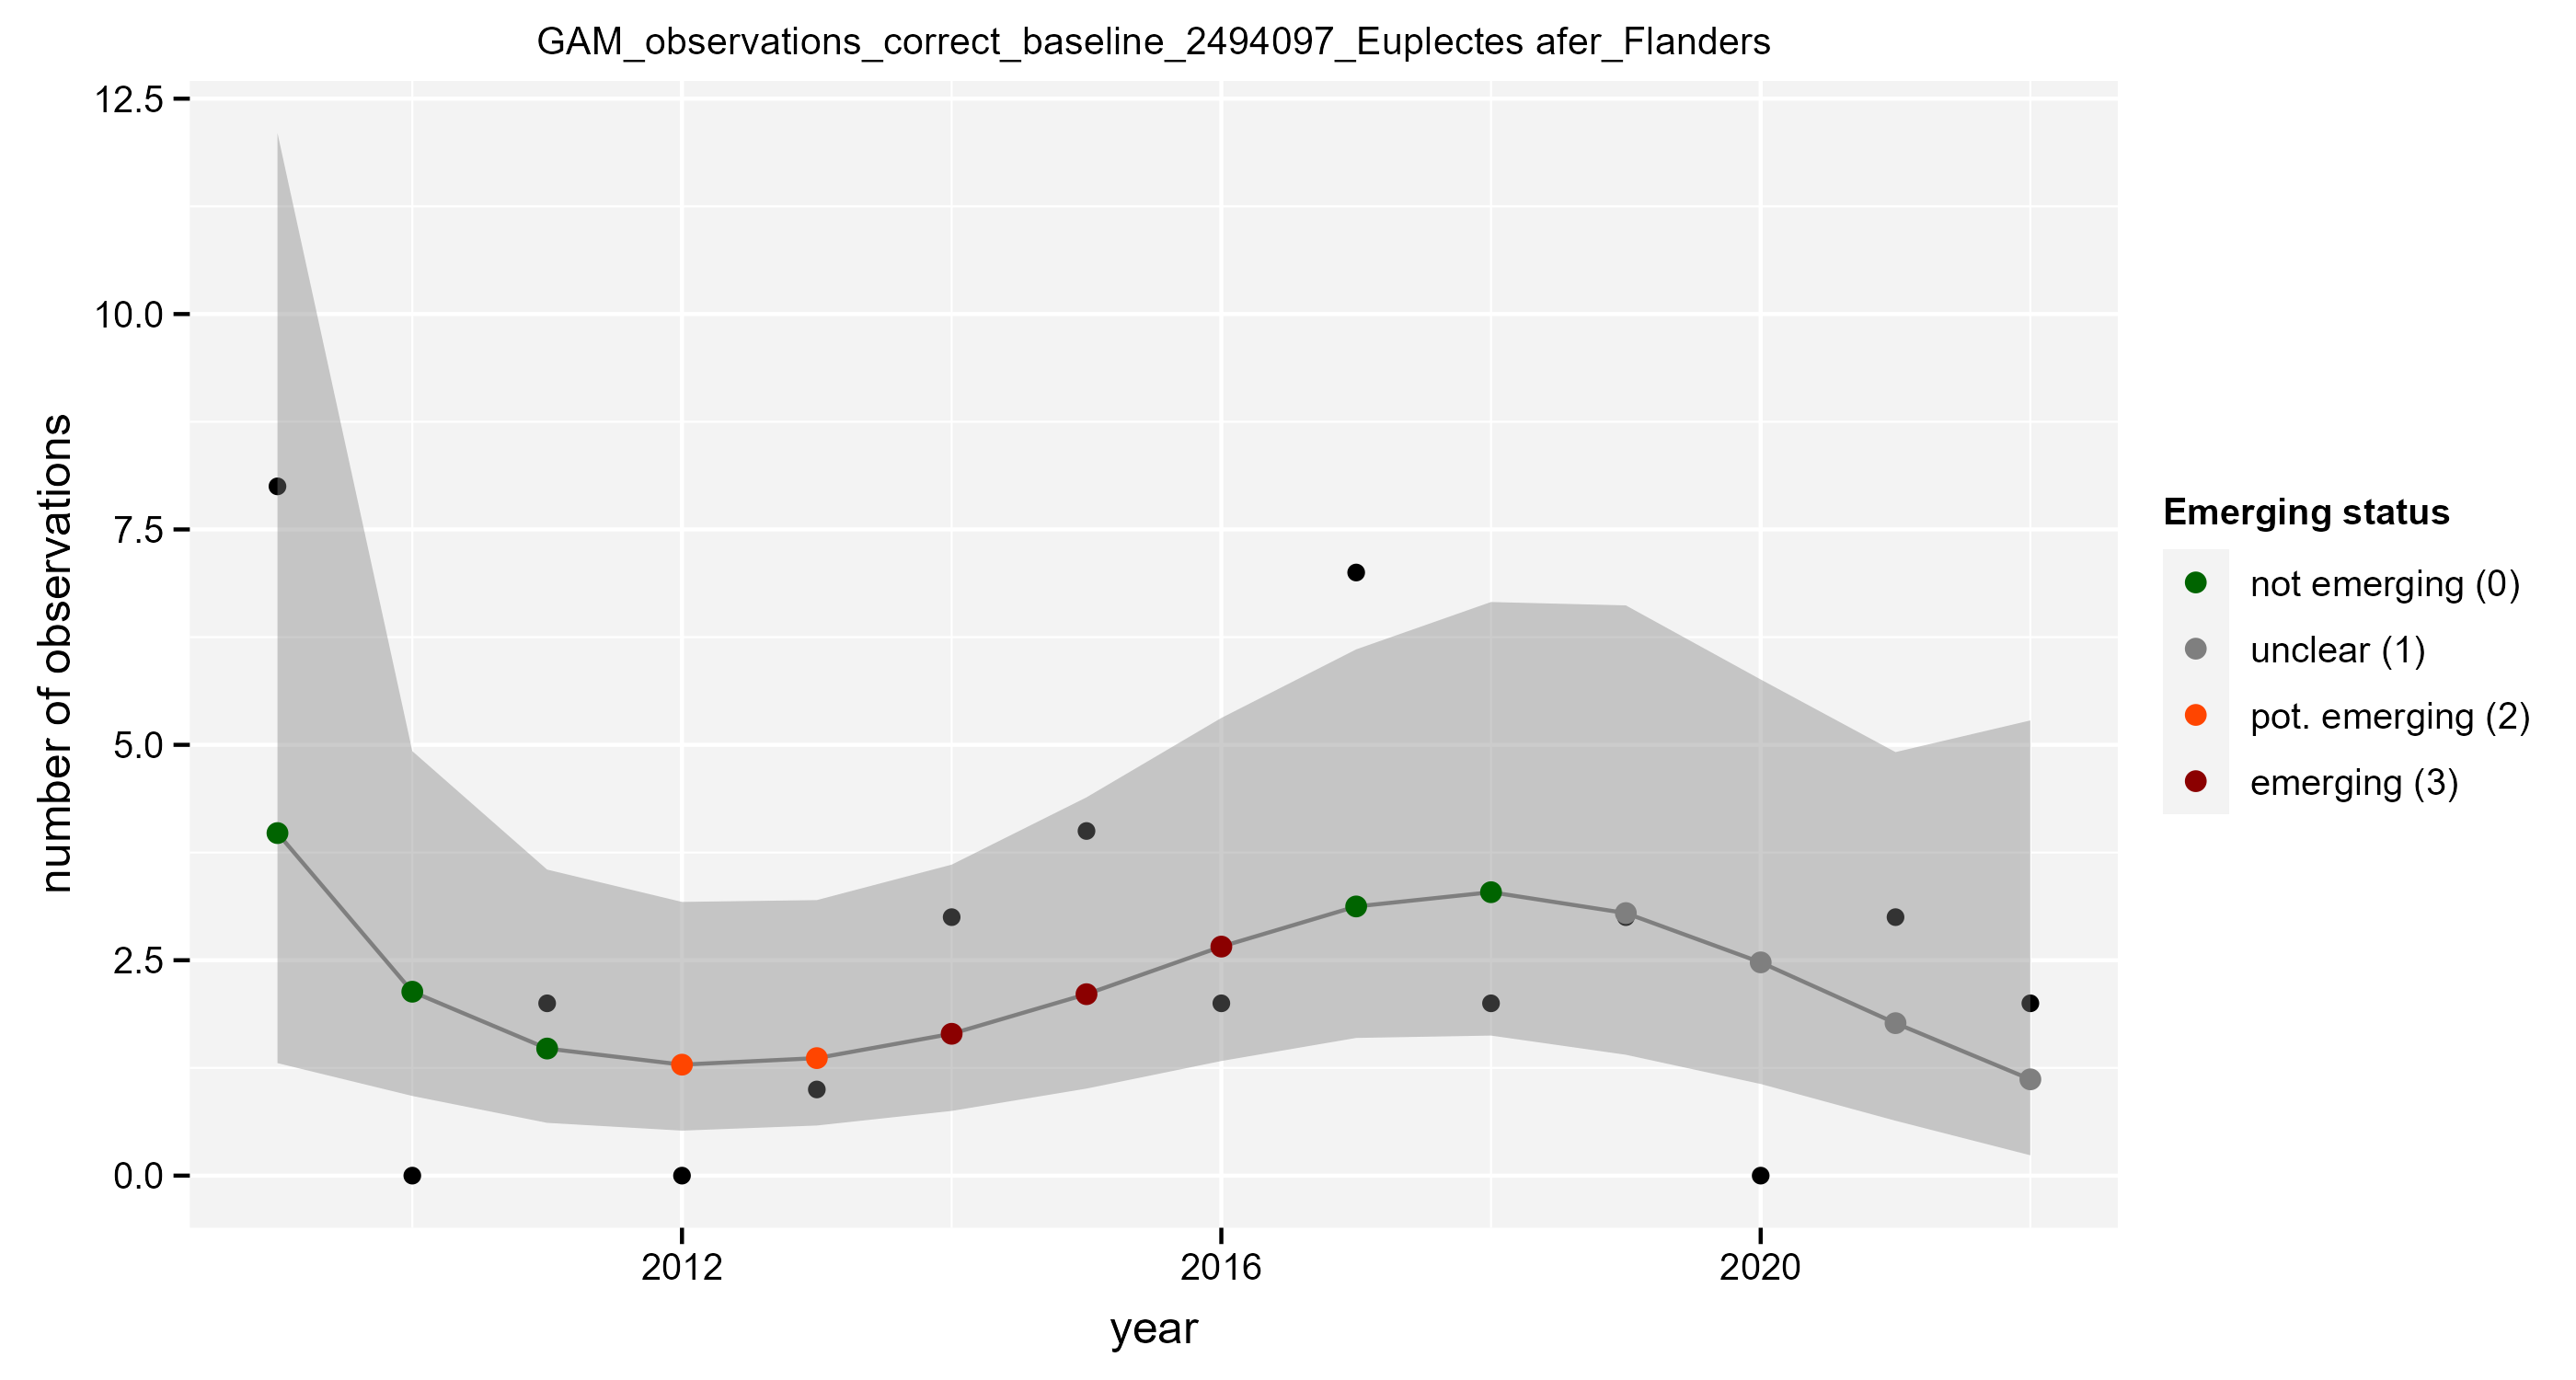 GAM_observations_correct_baseline_2494097_Euplectes afer_Flanders
number of observations
12.5
10.0
7.5
5.0
2.5
0.0
2012
2016
2020
year
Emerging status
not emerging (0)
unclear (1)
pot. emerging (2)
emerging (3)